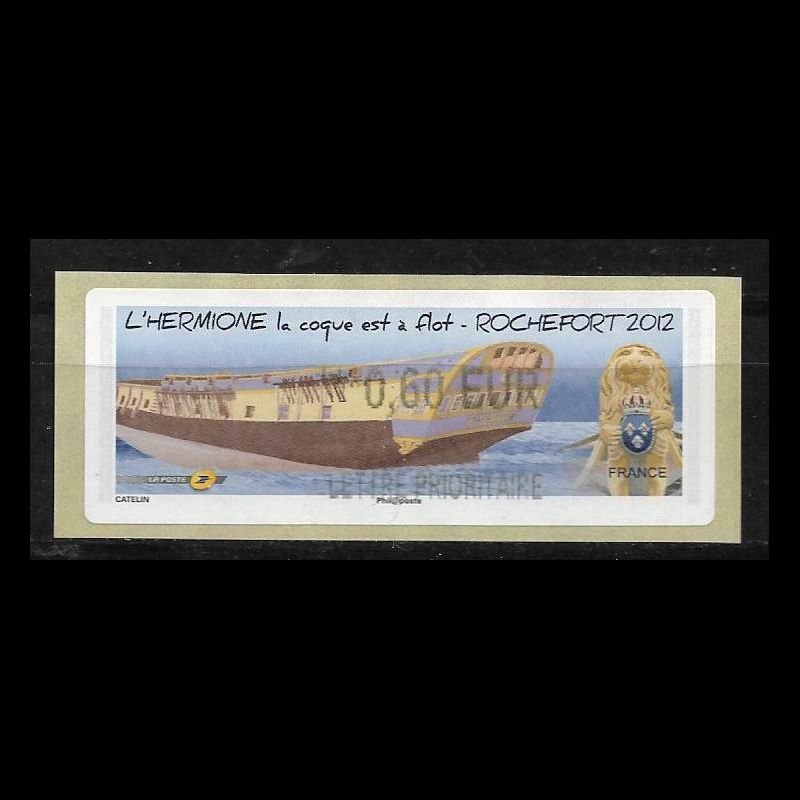 L'HERMIONE la coque est à flot - ROCHEFORT 2012
0,60 EUR
FRANCE
LA POSTE
LETTRE PRIORITAIRE
CATELIN
Phil@poste